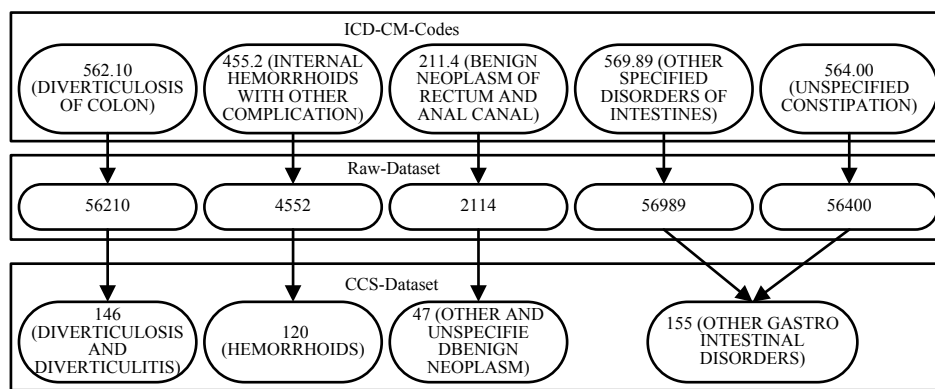 ICD-CM-Codes
562.10
(DIVERTICULOSIS
OF COLON)
455.2 (INTERNAL
HEMORRHOIDS
WITH OTHER
COMPLICATION)
211.4 (BENIGN
NEOPLASM OF
RECTUM AND
ANAL CANAL)
569.89 (OTHER
SPECIFIED
DISORDERS OF
INTESTINES)
564.00
(UNSPECIFIED
CONSTIPATION)
Raw-Dataset
56210
4552
2114
56989
56400
CCS-Dataset
146
(DIVERTICULOSIS
AND
DIVERTICULITIS)
120
(HEMORRHOIDS)
47 (OTHER AND
UNSPECIFIE
DBENIGN
NEOPLASM)
155 (OTHER GASTRO
INTESTINAL
DISORDERS)